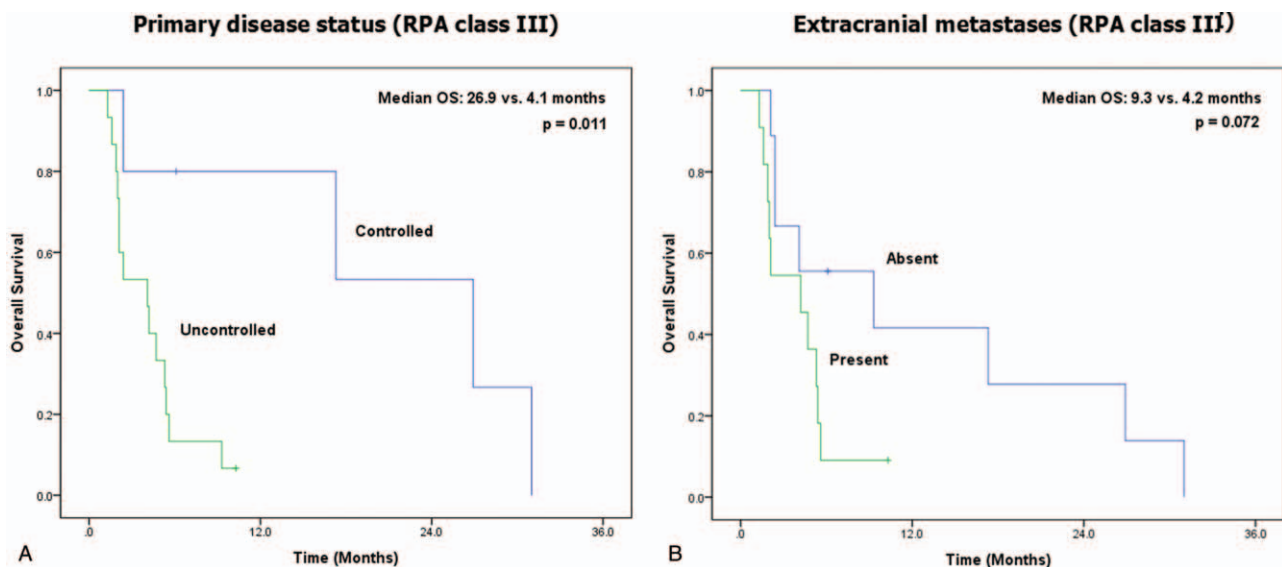 Primary disease status (RPA class III)
Median OS: 26.9 vs. 4.1 months
p = 0.011
Controlled
Uncontrolled
Overall Survival
1.0
0.8
0.6
0.4
0.2
0.0
.0
12.0
24.0
36.0
Time (Months)
A
Extracranial metastases (RPA class III)
Median OS: 9.3 vs. 4.2 months
p = 0.072
Absent
Present
Overall Survival
1.0
0.8
0.6
0.4
0.2
0.0
.0
12.0
24.0
36.0
Time (Months)
B